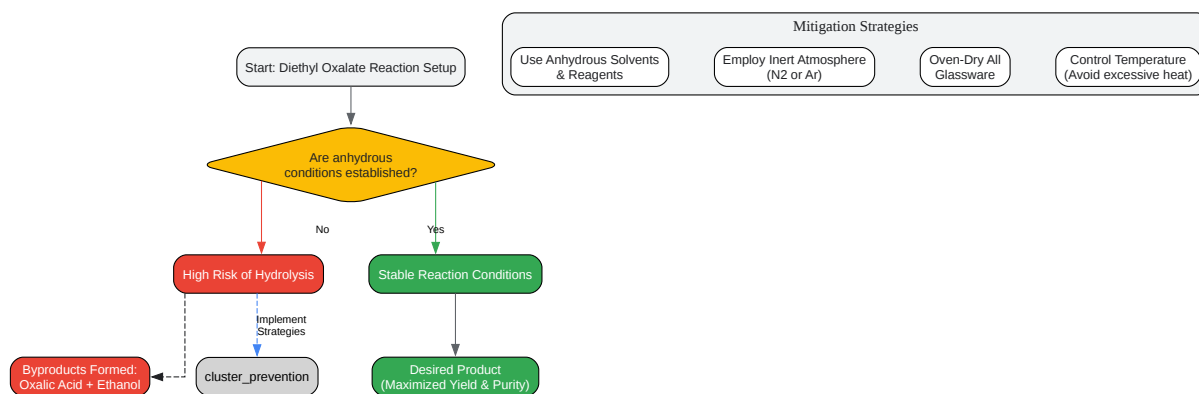 Mitigation Strategies
Start: Diethyl Oxalate Reaction Setup
Use Anhydrous Solvents
& Reagents
Employ Inert Atmosphere
(N2 or Ar)
Oven-Dry All
Glassware
Control Temperature
(Avoid excessive heat)
Are anhydrous
conditions established?
No
Yes
High Risk of Hydrolysis
Stable Reaction Conditions
Implement
Strategies
Byproducts Formed:
Oxalic Acid + Ethanol
cluster_prevention
Desired Product
(Maximized Yield & Purity)